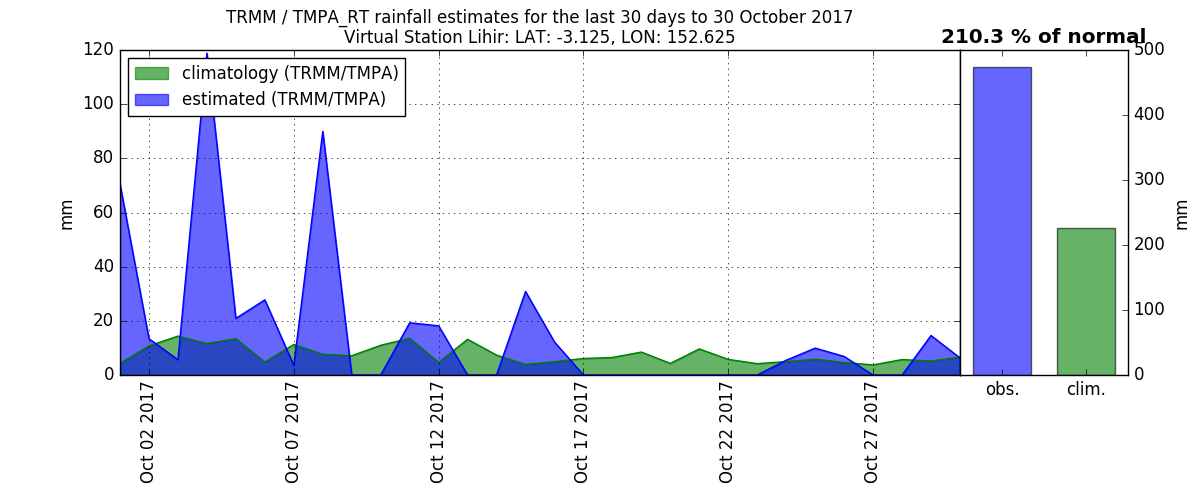 TRMM / TMPA_RT rainfall estimates for the last 30 days to 30 October 2017
Virtual Station Lihir: LAT: -3.125, LON: 152.625
210.3 % of normal
climatology (TRMM/TMPA)
estimated (TRMM/TMPA)
120
100
80
60
40
20
0
mm
Oct 02 2017
Oct 07 2017
Oct 12 2017
Oct 17 2017
Oct 22 2017
Oct 27 2017
500
400
300
200
100
0
mm
obs.
clim.